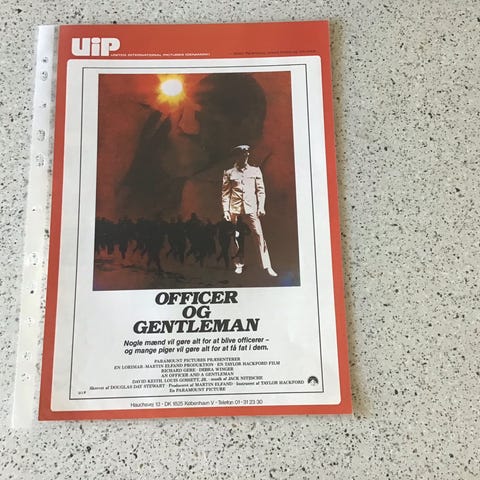 UiP
UNITED INTERNATIONAL PICTURES (DENMARK)
OFFICER
OG
GENTLEMAN
Nogle mænd vil gøre alt for at blive officerer –
og mange piger vil gøre alt for at få fat i dem.
PARAMOUNT PICTURES PRÆSENTERER
EN LORIMAR-MARTIN ELFAND PRODUKTION · EN TAYLOR HACKFORD FILM
RICHARD GERE · DEBRA WINGER
AN OFFICER AND A GENTLEMAN
DAVID KEITH, LOUIS GOSSETT, JR. · musik af JACK NITZSCHE
Skrevet af DOUGLAS DAY STEWART · Produceret af MARTIN ELFAND · Instrueret af TAYLOR HACKFORD
En PARAMOUNT PICTURE
Hauchsvej 13 - DK 1825 København V - Telefon 01-31 23 30